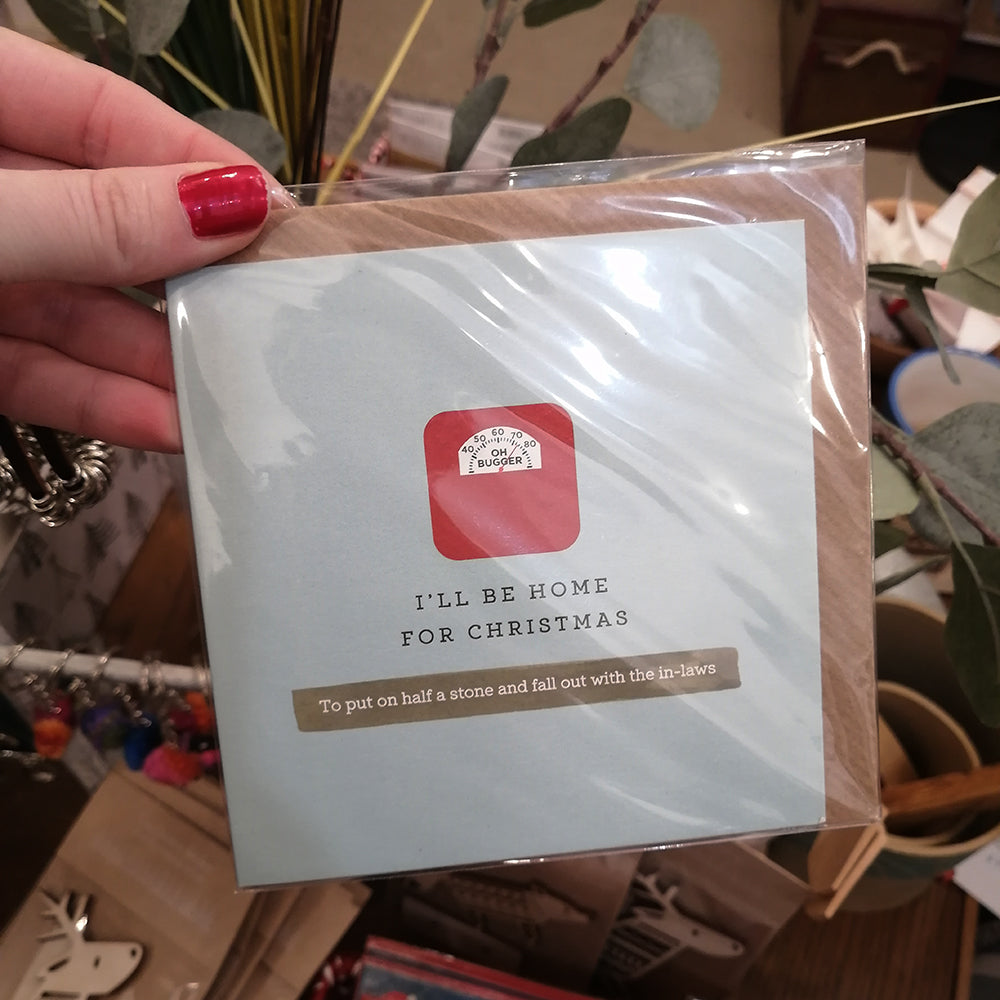 40 50 60 70 80
OH
BUGGER
I'LL BE HOME
FOR CHRISTMAS
To put on half a stone and fall out with the in-laws